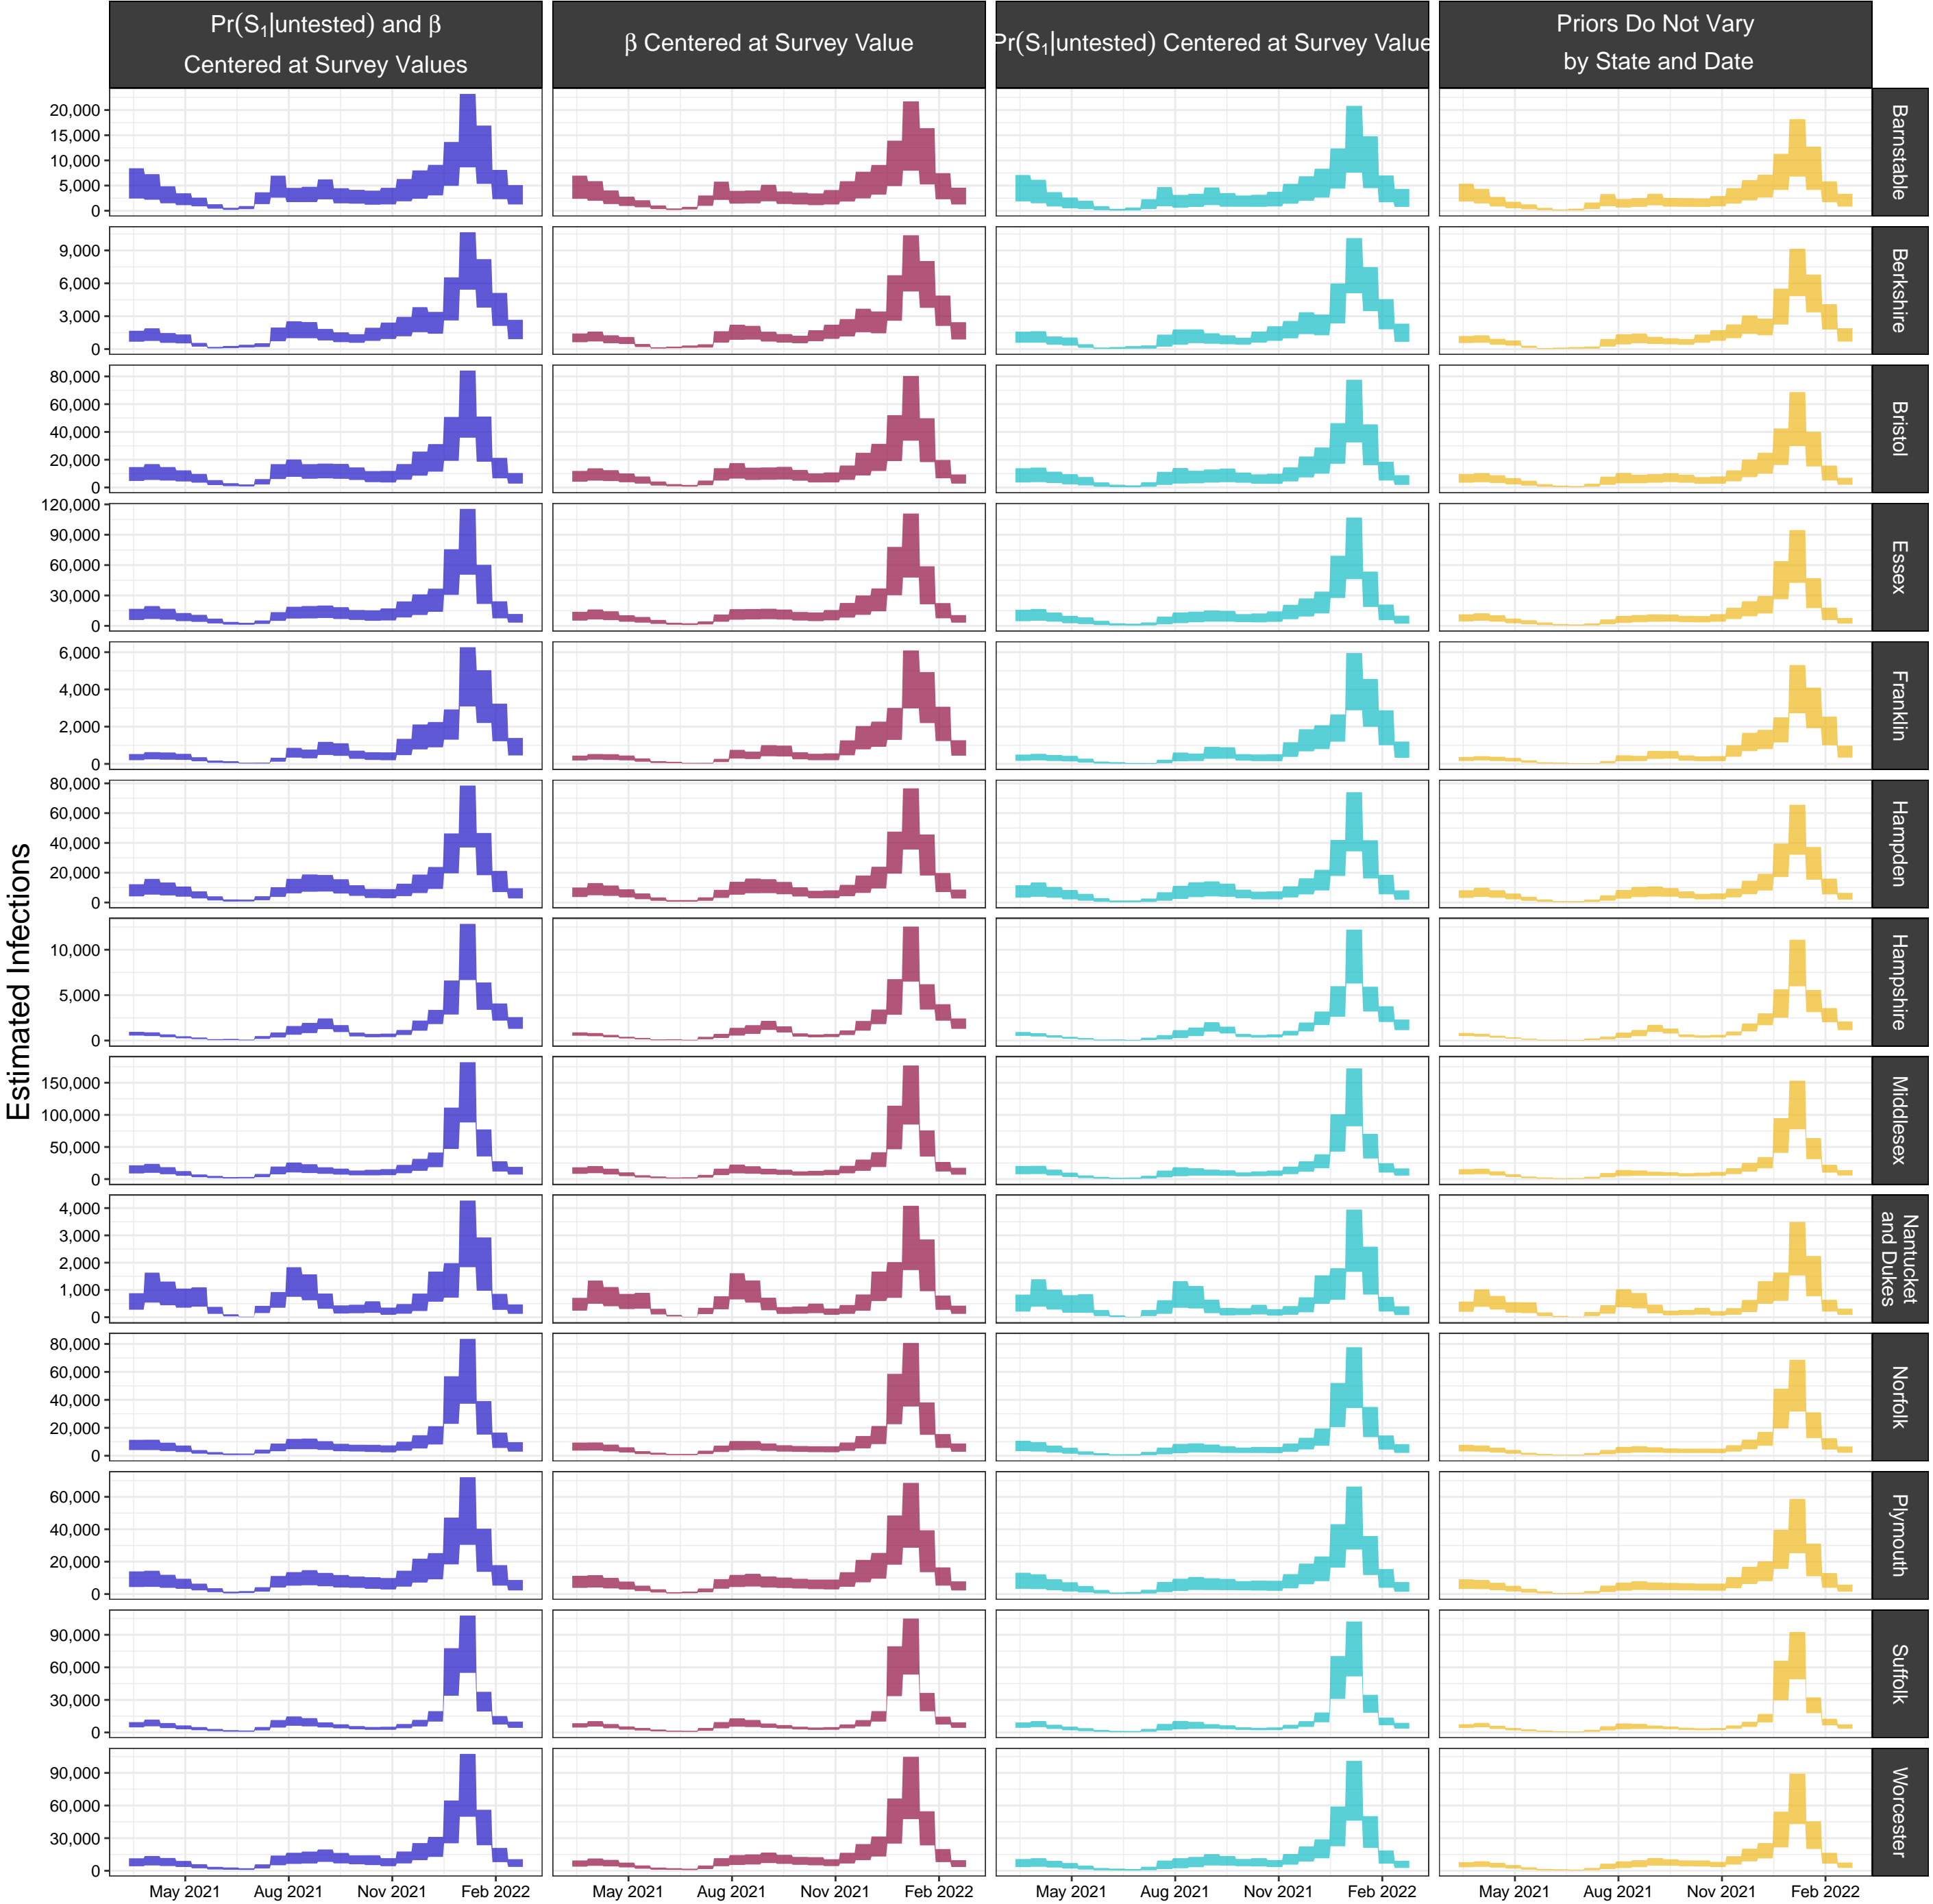 Pr(S₁|untested) and β
Centered at Survey Values
β Centered at Survey Value
Pr(S₁|untested) Centered at Survey Value
Priors Do Not Vary
by State and Date
Estimated Infections
20,000
15,000
10,000
5,000
0
Barnstable
9,000
6,000
3,000
0
Berkshire
80,000
60,000
40,000
20,000
0
Bristol
120,000
90,000
60,000
30,000
0
Essex
6,000
4,000
2,000
0
Franklin
80,000
60,000
40,000
20,000
0
Hampden
10,000
5,000
0
Hampshire
150,000
100,000
50,000
0
Middlesex
4,000
3,000
2,000
1,000
0
Nantucket
and Dukes
80,000
60,000
40,000
20,000
0
Norfolk
60,000
40,000
20,000
0
Plymouth
90,000
60,000
30,000
0
Suffolk
90,000
60,000
30,000
0
Worcester
May 2021 Aug 2021 Nov 2021 Feb 2022 May 2021 Aug 2021 Nov 2021 Feb 2022 May 2021 Aug 2021 Nov 2021 Feb 2022 May 2021 Aug 2021 Nov 2021 Feb 2022